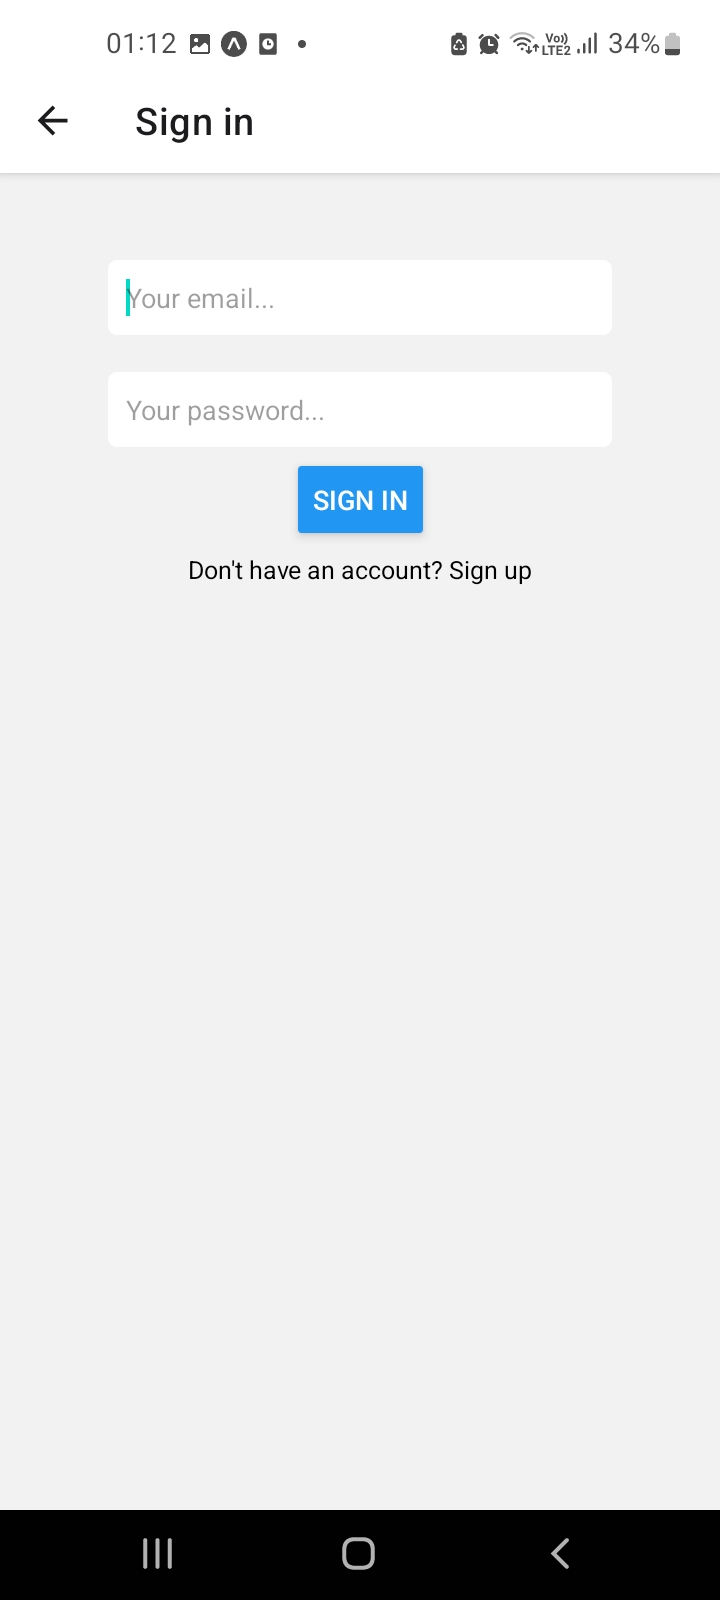 01:12 Vo)) LTE2 34%
Sign in
Your email...
Your password...
SIGN IN
Don't have an account? Sign up